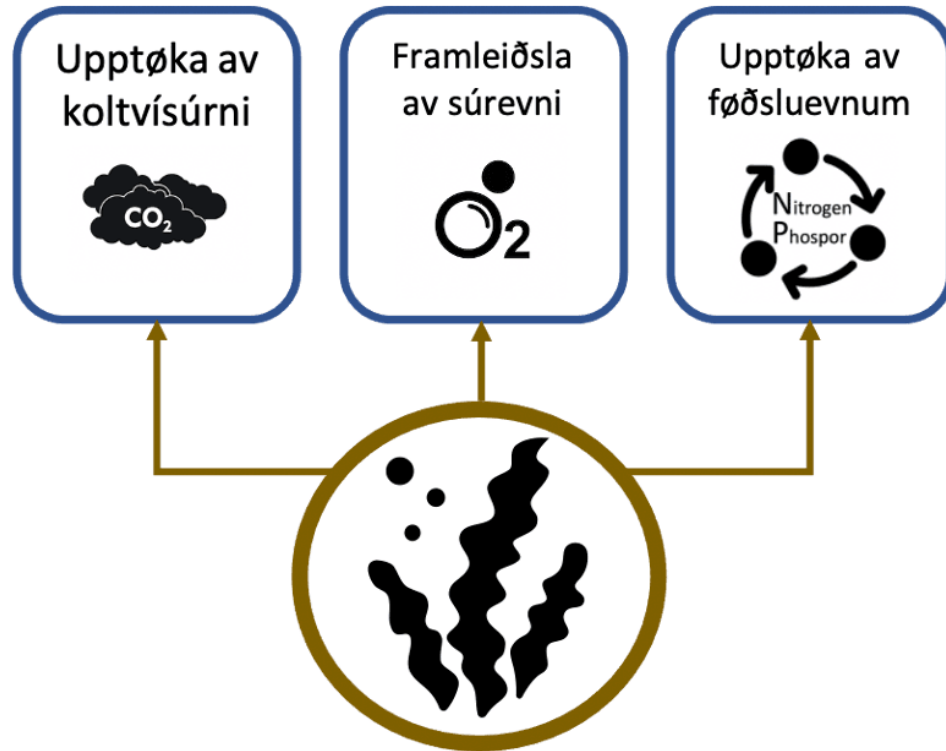 Upptøka av
koltvísúrni
CO₂
Framleiðsla
av súrevni
O2
Upptøka av
føðsluevnum
Nitrogen
Phospor